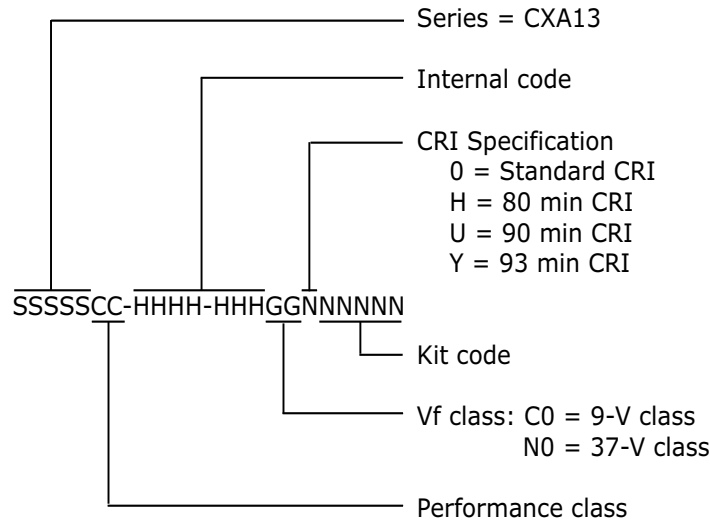 Series = CXA13
Internal code
CRI Specification
0 = Standard CRI
H = 80 min CRI
U = 90 min CRI
Y = 93 min CRI
SSSSSCC-HHHH-HHHGGNNNNNN
Kit code
Vf class: C0 = 9-V class
N0 = 37-V class
Performance class